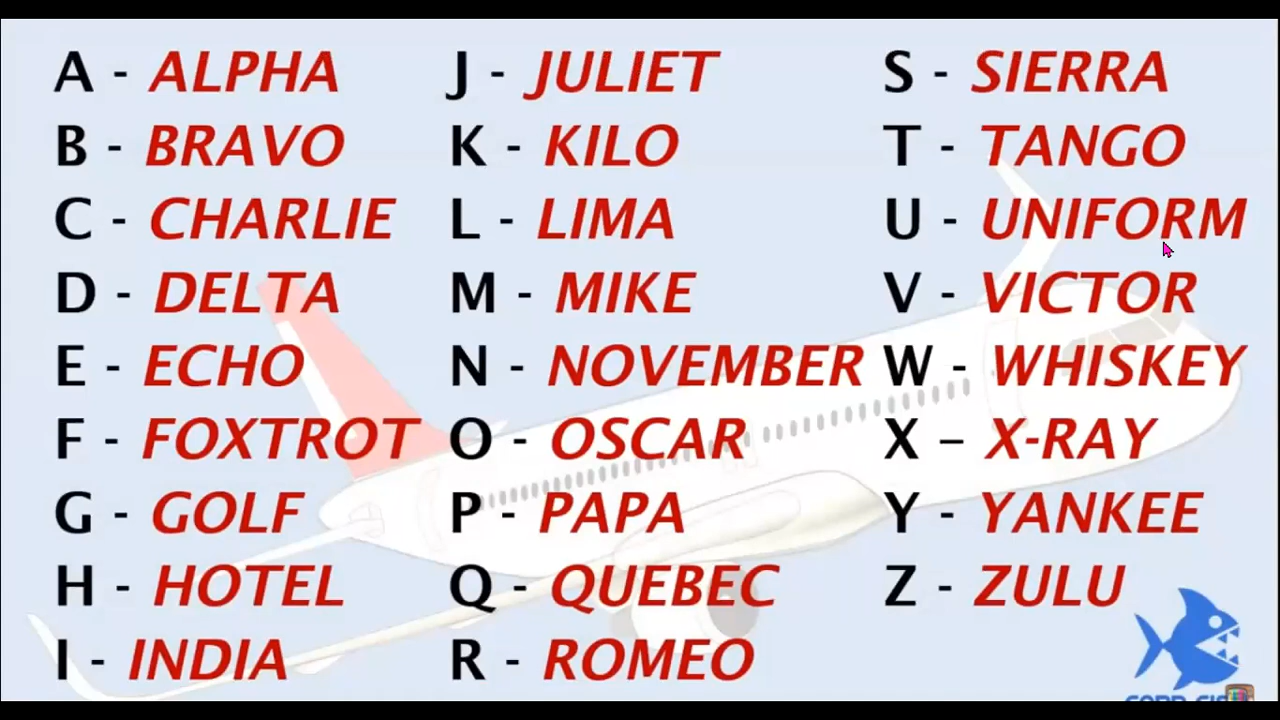 A - ALPHA
B - BRAVO
C - CHARLIE
D - DELTA
E - ECHO
F - FOXTROT
G - GOLF
H - HOTEL
I - INDIA
J - JULIET
K - KILO
L - LIMA
M - MIKE
N - NOVEMBER
O - OSCAR
P - PAPA
Q - QUEBEC
R - ROMEO
S - SIERRA
T - TANGO
U - UNIFORM
V - VICTOR
W - WHISKEY
X – X-RAY
Y - YANKEE
Z - ZULU